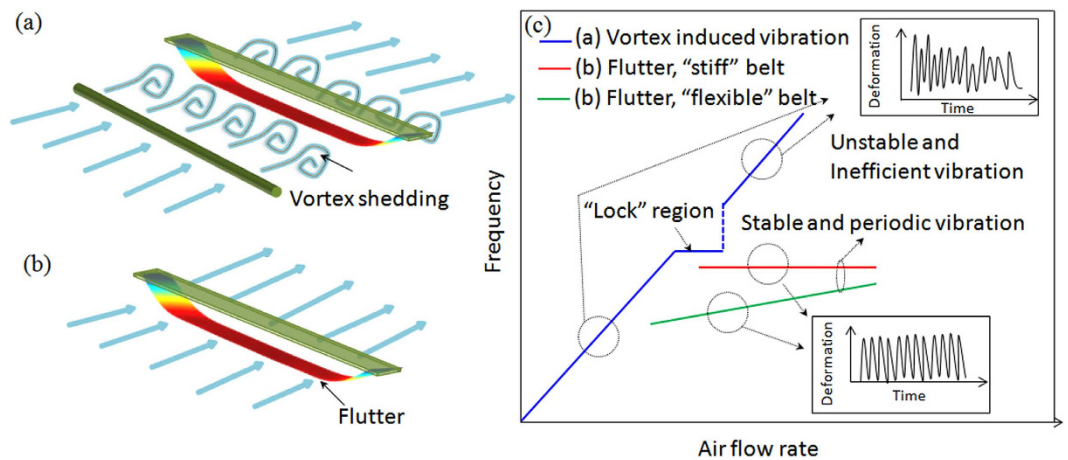 (a)
Vortex shedding
(b)
Flutter
(c)
(a) Vortex induced vibration
(b) Flutter, “stiff” belt
(b) Flutter, “flexible” belt
Deformation
Time
Unstable and
Inefficient vibration
“Lock” region
Stable and periodic vibration
Frequency
Deformation
Time
Air flow rate